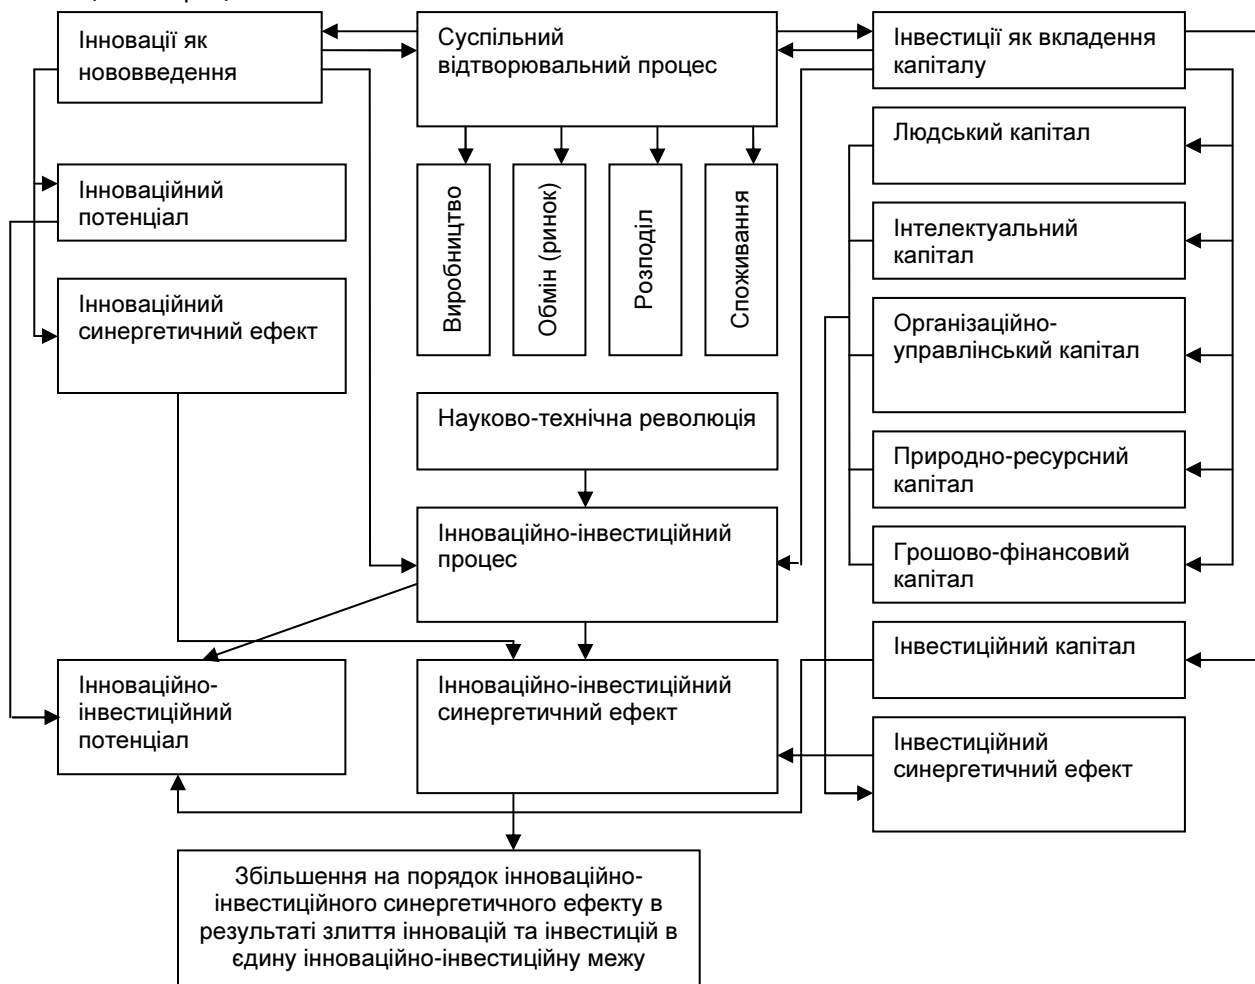 Інновації як
нововведення
Суспільний
відтворювальний процес
Інвестиції як вкладення
капіталу
Людський капітал
Інноваційний
потенціал
Виробництво
Обмін (ринок)
Розподіл
Споживання
Інтелектуальний
капітал
Інноваційний
синергетичний ефект
Організаційно-
управлінський капітал
Науково-технічна революція
Природно-ресурсний
капітал
Інноваційно-інвестиційний
процес
Грошово-фінансовий
капітал
Інвестиційний капітал
Інноваційно-
інвестиційний
потенціал
Інноваційно-інвестиційний
синергетичний ефект
Інвестиційний
синергетичний ефект
Збільшення на порядок інноваційно-
інвестиційного синергетичного ефекту в
результаті злиття інновацій та інвестицій в
єдину інноваційно-інвестиційну межу